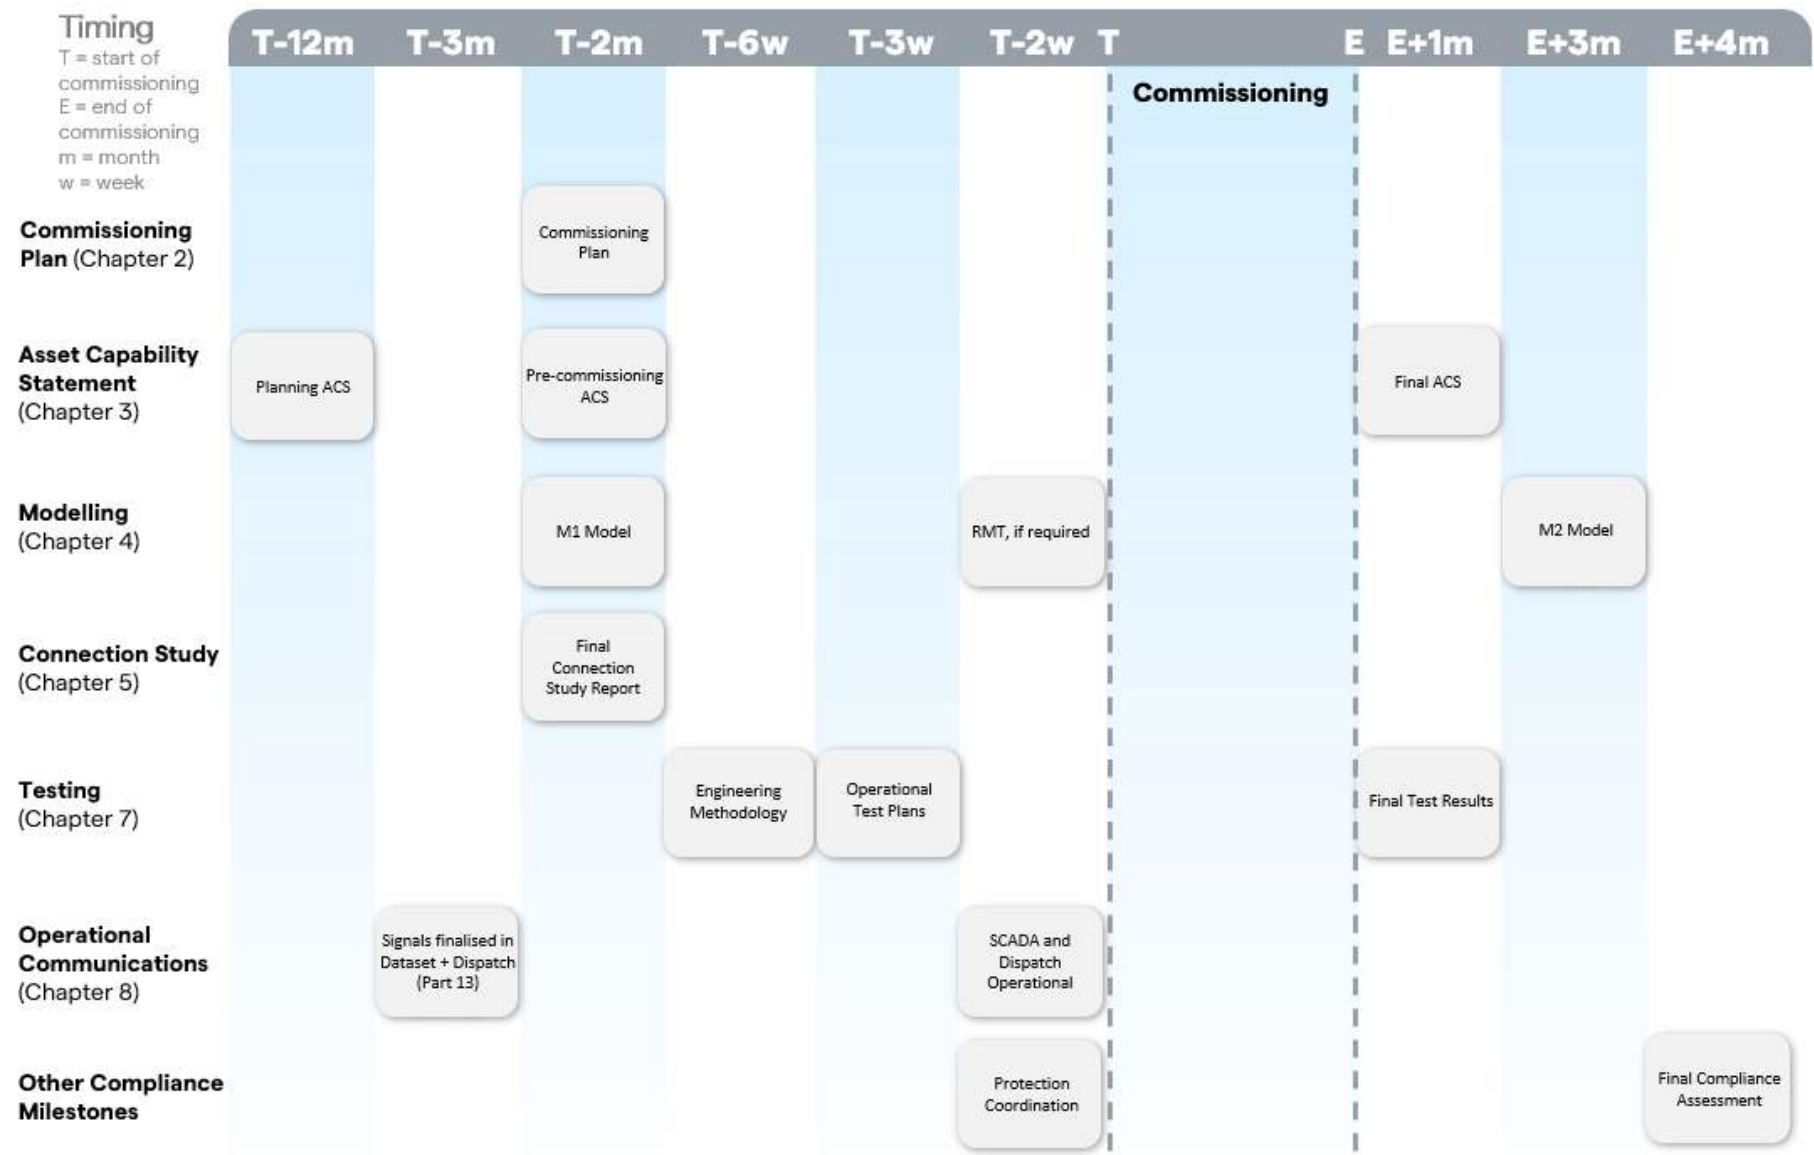 Timing
T = start of
commissioning
E = end of
commissioning
m = month
w = week
T-12m T-3m T-2m T-6w T-3w T-2w T E E+1m E+3m E+4m
Commissioning
Commissioning
Plan (Chapter 2)
Commissioning
Plan
Asset Capability
Statement
(Chapter 3)
Planning ACS
Pre-commissioning
ACS
Final ACS
Modelling
(Chapter 4)
M1 Model
RMT, if required
M2 Model
Connection Study
(Chapter 5)
Final
Connection
Study Report
Testing
(Chapter 7)
Engineering
Methodology
Operational
Test Plans
Final Test Results
Operational
Communications
(Chapter 8)
Signals finalised in
Dataset + Dispatch
(Part 13)
SCADA and
Dispatch
Operational
Other Compliance
Milestones
Protection
Coordination
Final Compliance
Assessment